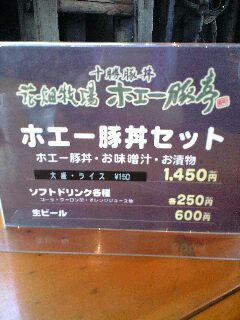 十勝豚丼
花畑牧場 ホエー豚亭
ホエー豚丼セット
ホエー豚丼・お味噌汁・お漬物
1,450円
大盛・ライス ¥150
ソフトドリンク各種
各250円
コーラ・ウーロン茶・オレンジジュース他
生ビール 600円